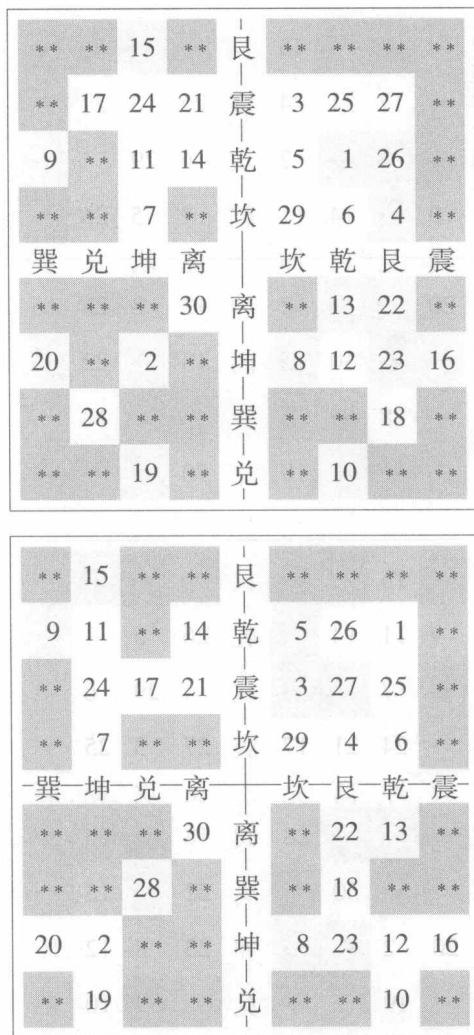 ** ** 15 ** 艮 ** ** ** **
** 17 24 21 震 3 25 27 **
9 ** 11 14 乾 5 1 26 **
** ** 7 ** 坎 29 6 4 **
巽 兑 坤 离 坎 乾 艮 震
** ** ** 30 离 ** 13 22 **
20 ** 2 ** 坤 8 12 23 16
** 28 ** ** 巽 ** ** 18 **
** ** 19 ** 兑 ** 10 ** **
** 15 ** ** 艮 ** ** ** **
9 11 ** 14 乾 5 26 1 **
** 24 17 21 震 3 27 25 **
** 7 ** ** 坎 29 4 6 **
巽 坤 兑 离 坎 艮 乾 震
** ** ** 30 离 ** 22 13 **
** ** 28 ** 巽 ** 18 ** **
20 2 ** ** 坤 8 23 12 16
** 19 ** ** 兑 ** ** 10 **